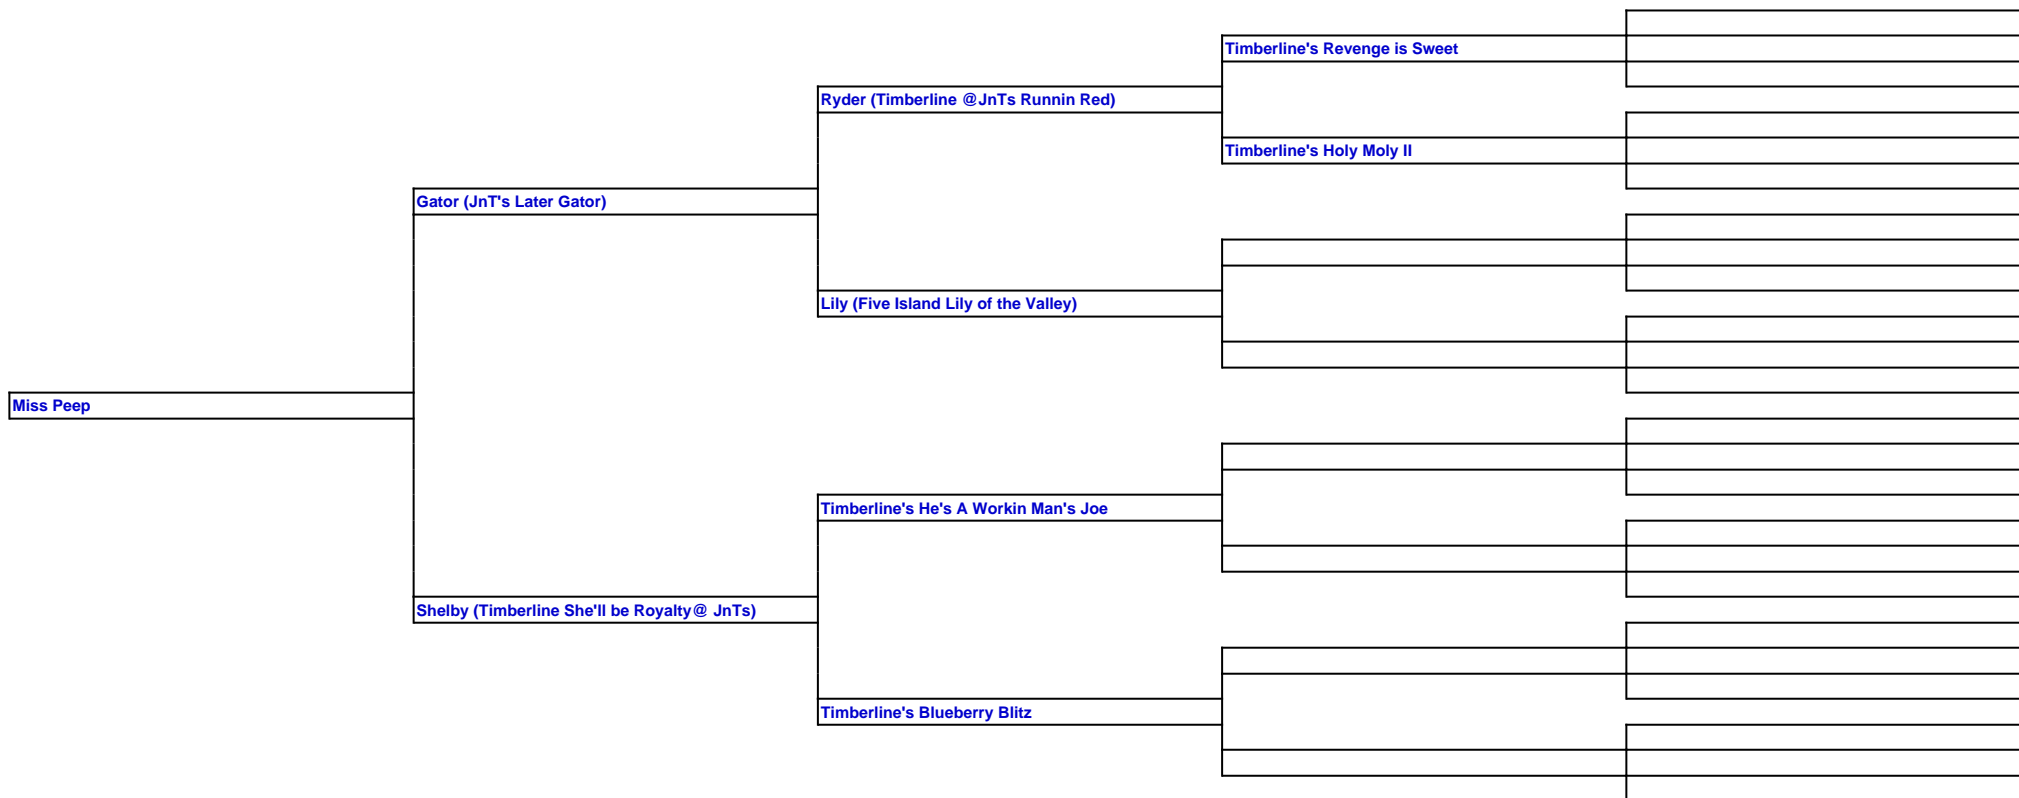 Timberline's Revenge is Sweet
Ryder (Timberline @JnTs Runnin Red)
Timberline's Holy Moly II
Gator (JnT's Later Gator)
Lily (Five Island Lily of the Valley)
Miss Peep
Timberline's He's A Workin Man's Joe
Shelby (Timberline She'll be Royalty@ JnTs)
Timberline's Blueberry Blitz